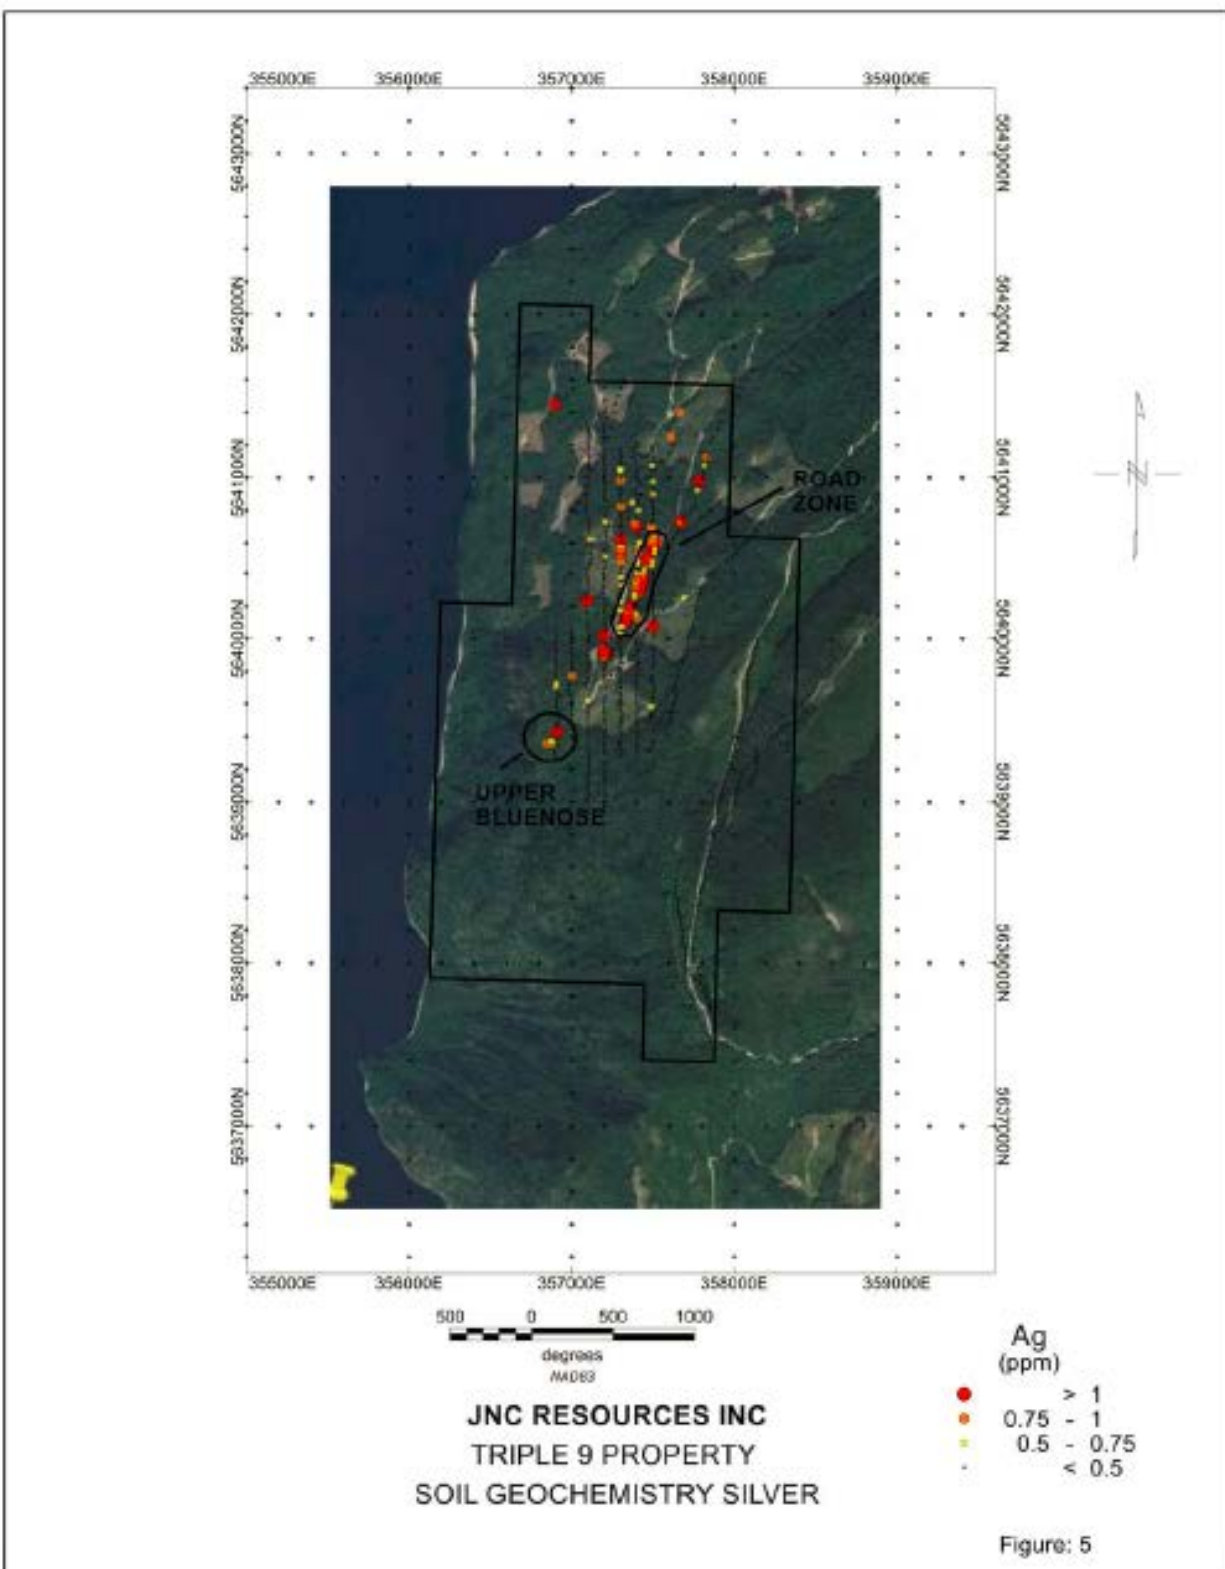 355000E 356000E 357000E 358000E 359000E
5643000N 5643000N
5642000N 5642000N
5641000N 5641000N
ROAD
ZONE
5640000N 5640000N
UPPER
BLUENOSE
5639000N 5639000N
5638000N 5638000N
5637000N 5637000N
355000E 356000E 357000E 358000E 359000E
500 0 500 1000
degrees
NAD83
JNC RESOURCES INC
TRIPLE 9 PROPERTY
SOIL GEOCHEMISTRY SILVER
Ag
(ppm)
> 1
0.75 - 1
0.5 - 0.75
< 0.5
Figure: 5